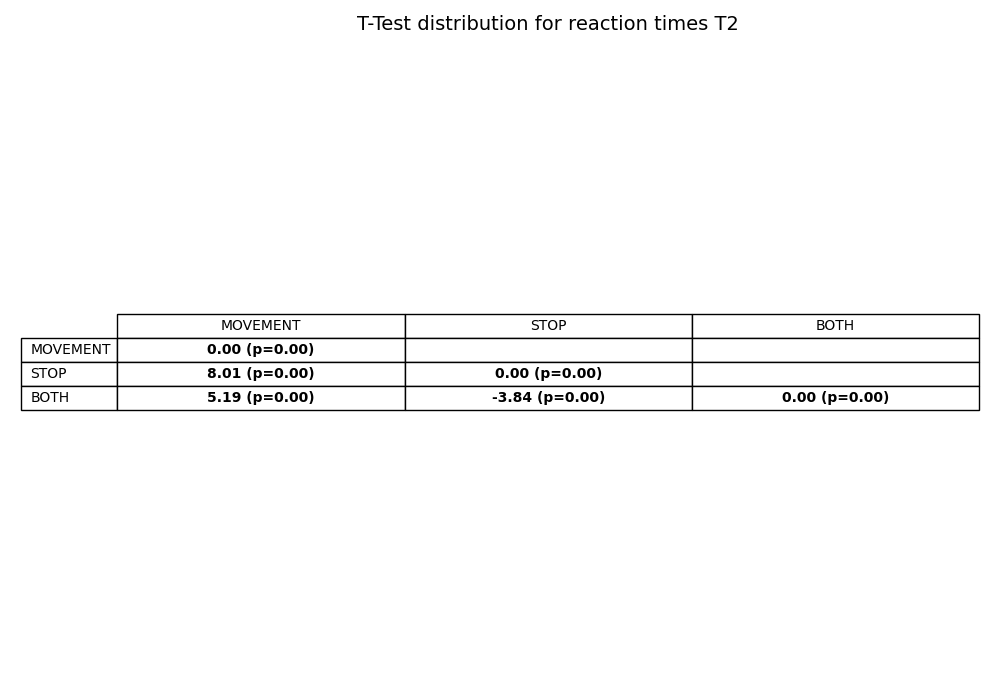 T-Test distribution for reaction times T2
MOVEMENT STOP BOTH
MOVEMENT 0.00 (p=0.00)
STOP 8.01 (p=0.00) 0.00 (p=0.00)
BOTH 5.19 (p=0.00) -3.84 (p=0.00) 0.00 (p=0.00)